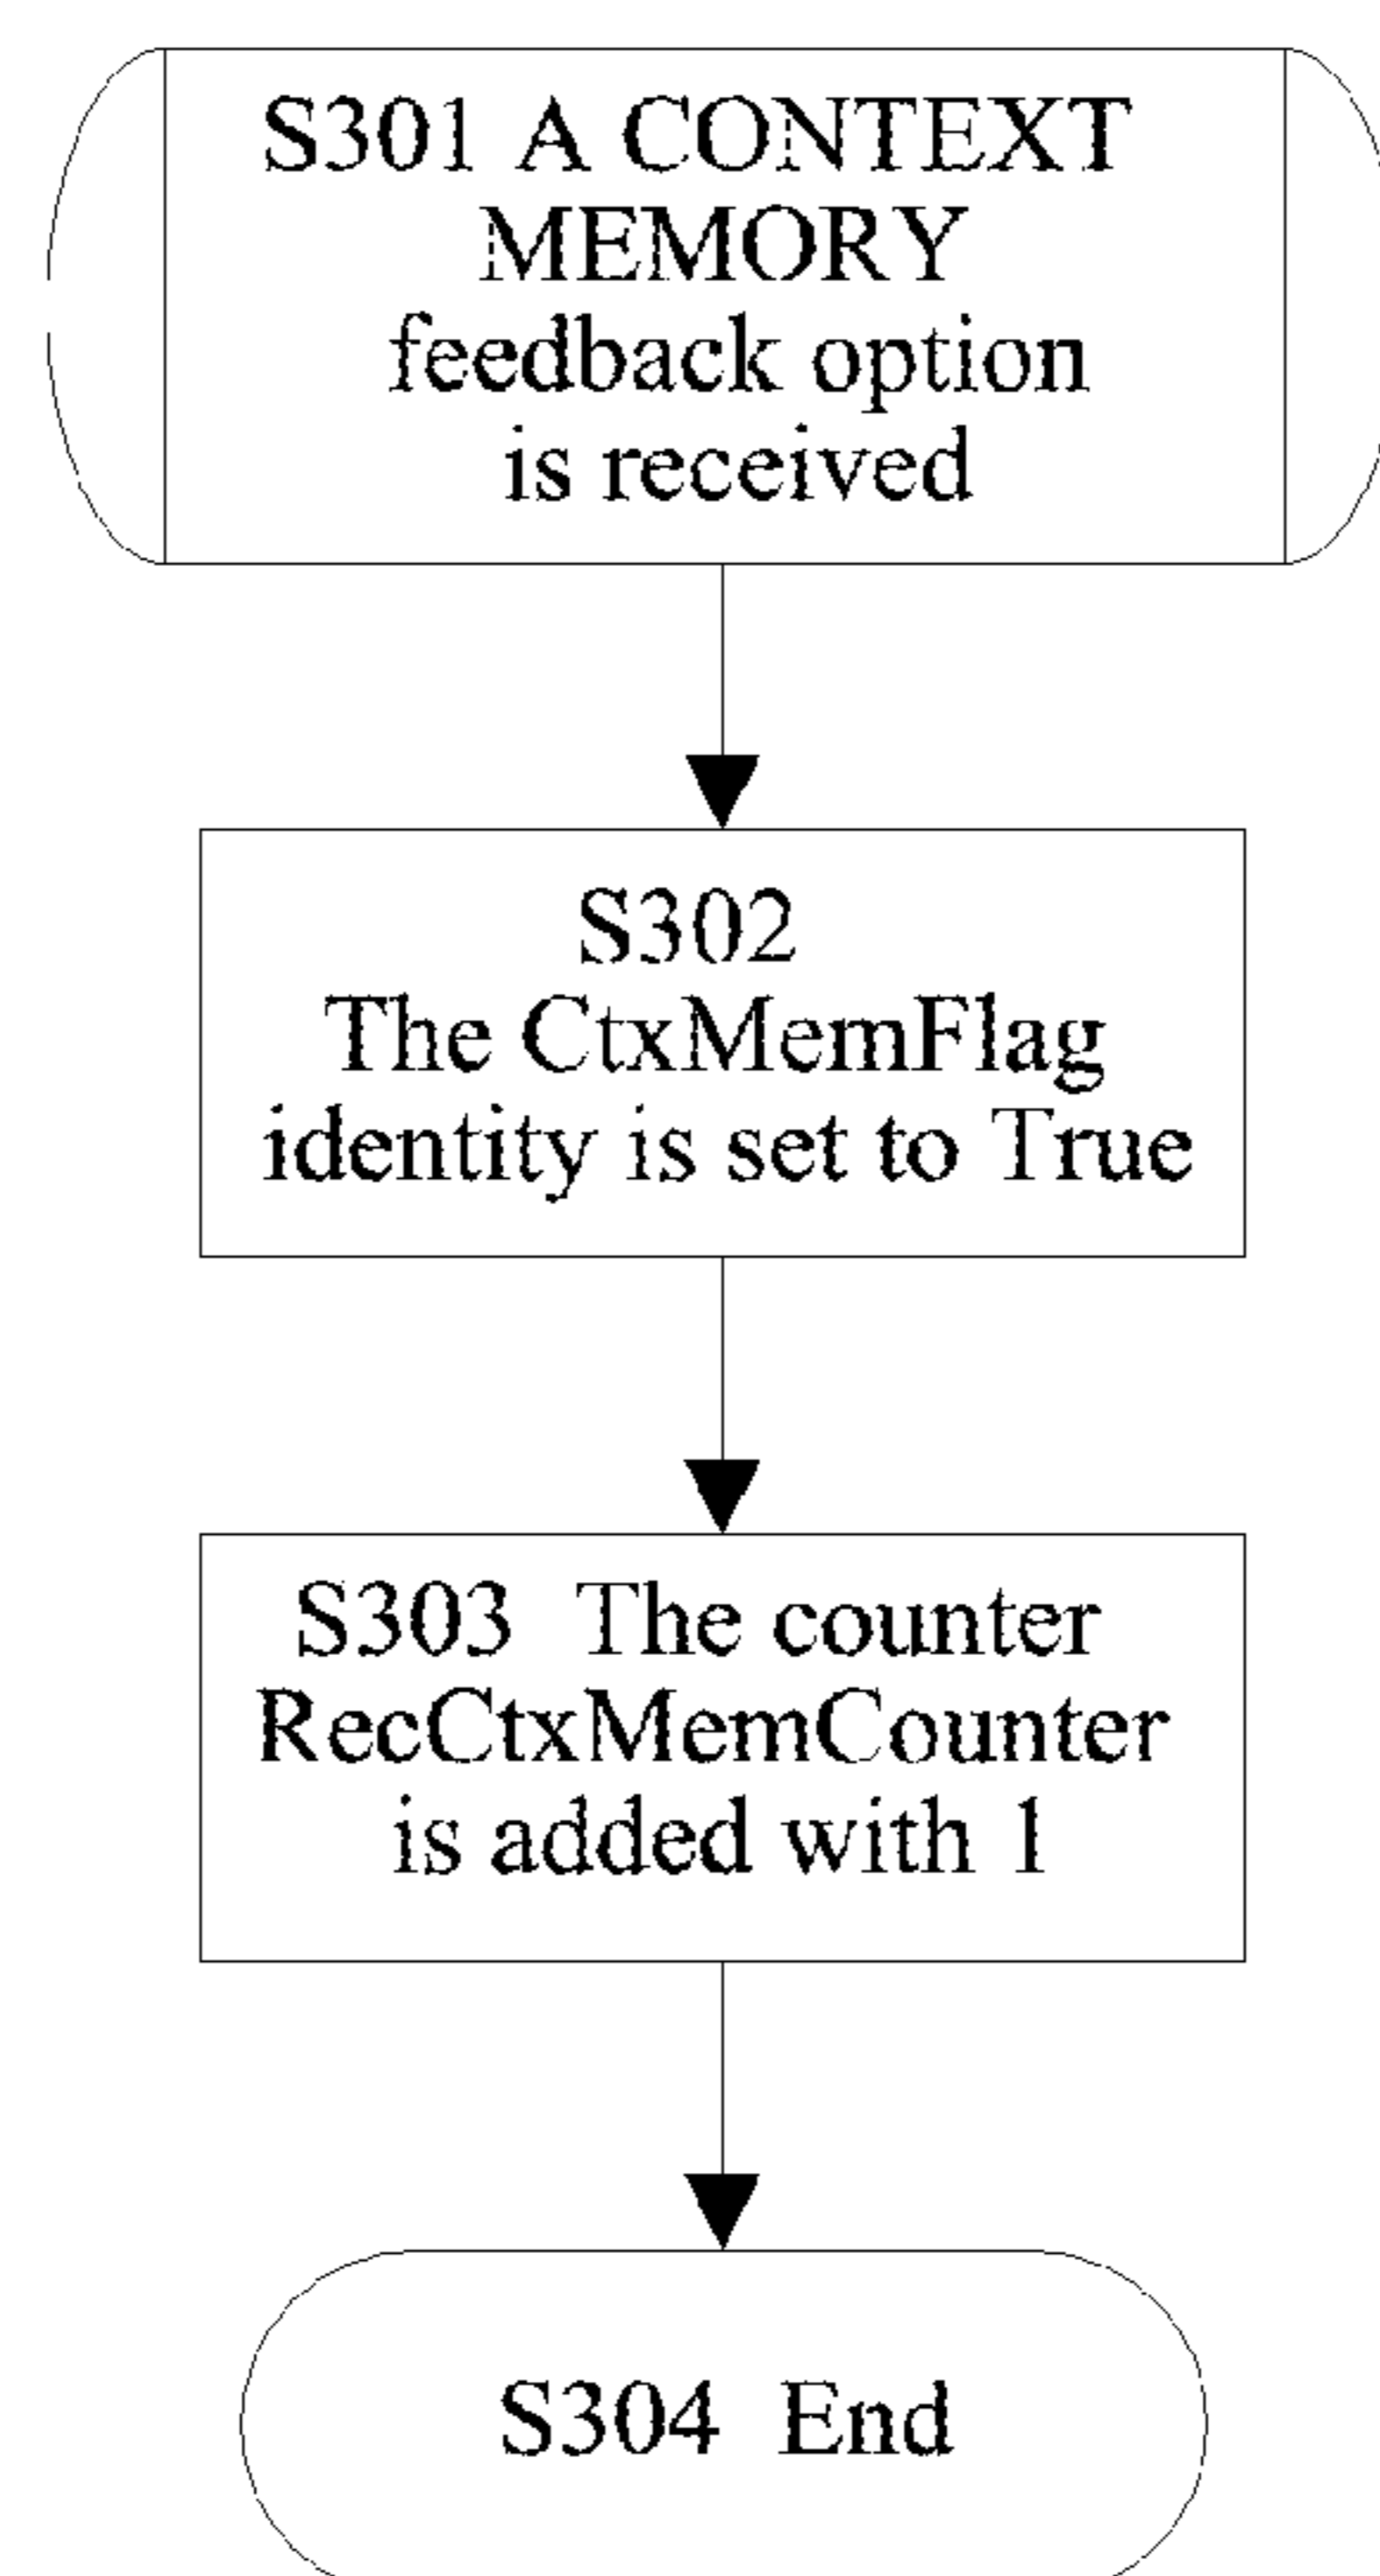 S301 A CONTEXT
MEMORY
feedback option
is received
S302
The CtxMemFlag
identity is set to True
S303 The counter
RecCtxMemCounter
is added with 1
S304 End